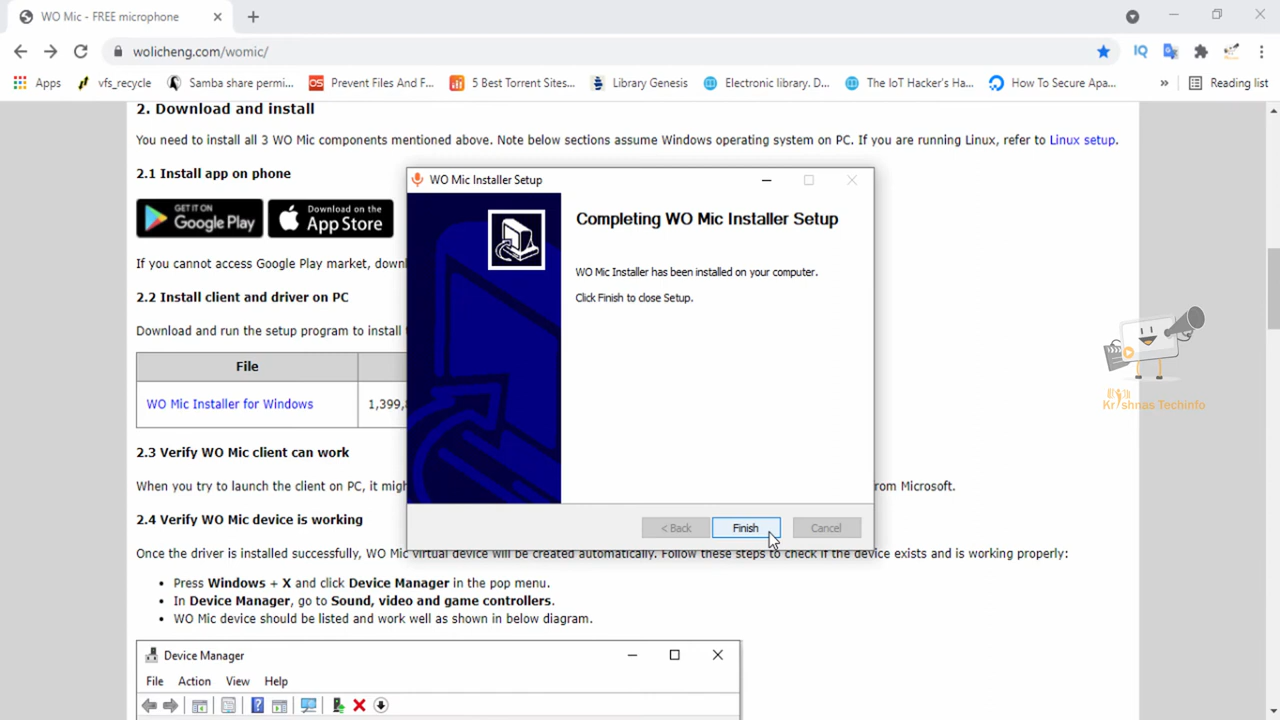 WO Mic - FREE microphone
wolicheng.com/womic/
Apps
vfs_recycle
Samba share permi...
Prevent Files And F...
5 Best Torrent Sites...
Library Genesis
Electronic library. D...
The IoT Hacker's Ha...
How To Secure Apa...
»
Reading list
2. Download and install
You need to install all 3 WO Mic components mentioned above. Note below sections assume Windows operating system on PC. If you are running Linux, refer to Linux setup.
2.1 Install app on phone
GET IT ON
Google Play
Download on the
App Store
If you cannot access Google Play market, down
2.2 Install client and driver on PC
Download and run the setup program to install
File
WO Mic Installer for Windows
1,399,
2.3 Verify WO Mic client can work
When you try to launch the client on PC, it migh
rom Microsoft.
2.4 Verify WO Mic device is working
Once the driver is installed successfully, WO Mic virtual device will be created automatically. Follow these steps to check if the device exists and is working properly:
• Press Windows + X and click Device Manager in the pop menu.
• In Device Manager, go to Sound, video and game controllers.
• WO Mic device should be listed and work well as shown in below diagram.
Device Manager
File Action View Help
WO Mic Installer Setup
Completing WO Mic Installer Setup
WO Mic Installer has been installed on your computer.
Click Finish to close Setup.
< Back
Finish
Cancel
Krishnas Techinfo